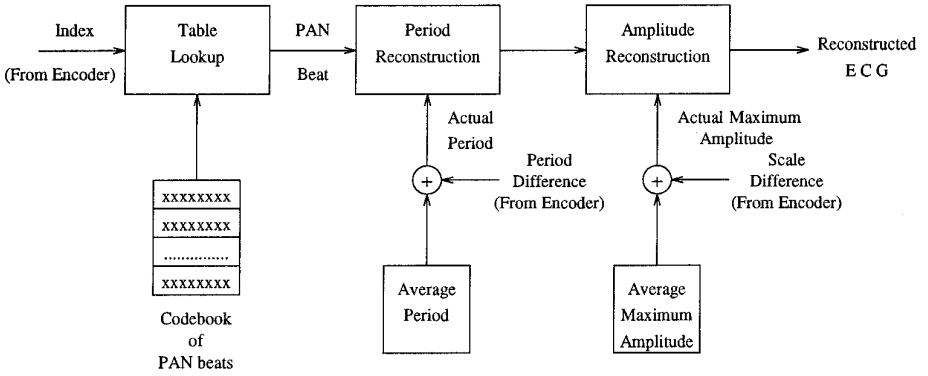 Index
(From Encoder)
Table
Lookup
PAN
Beat
Period
Reconstruction
Amplitude
Reconstruction
Reconstructed
E C G
Actual
Period
Actual Maximum
Amplitude
+
Period
Difference
(From Encoder)
+
Scale
Difference
(From Encoder)
xxxxxxxx
xxxxxxxx
...............
xxxxxxxx
Codebook
of
PAN beats
Average
Period
Average
Maximum
Amplitude